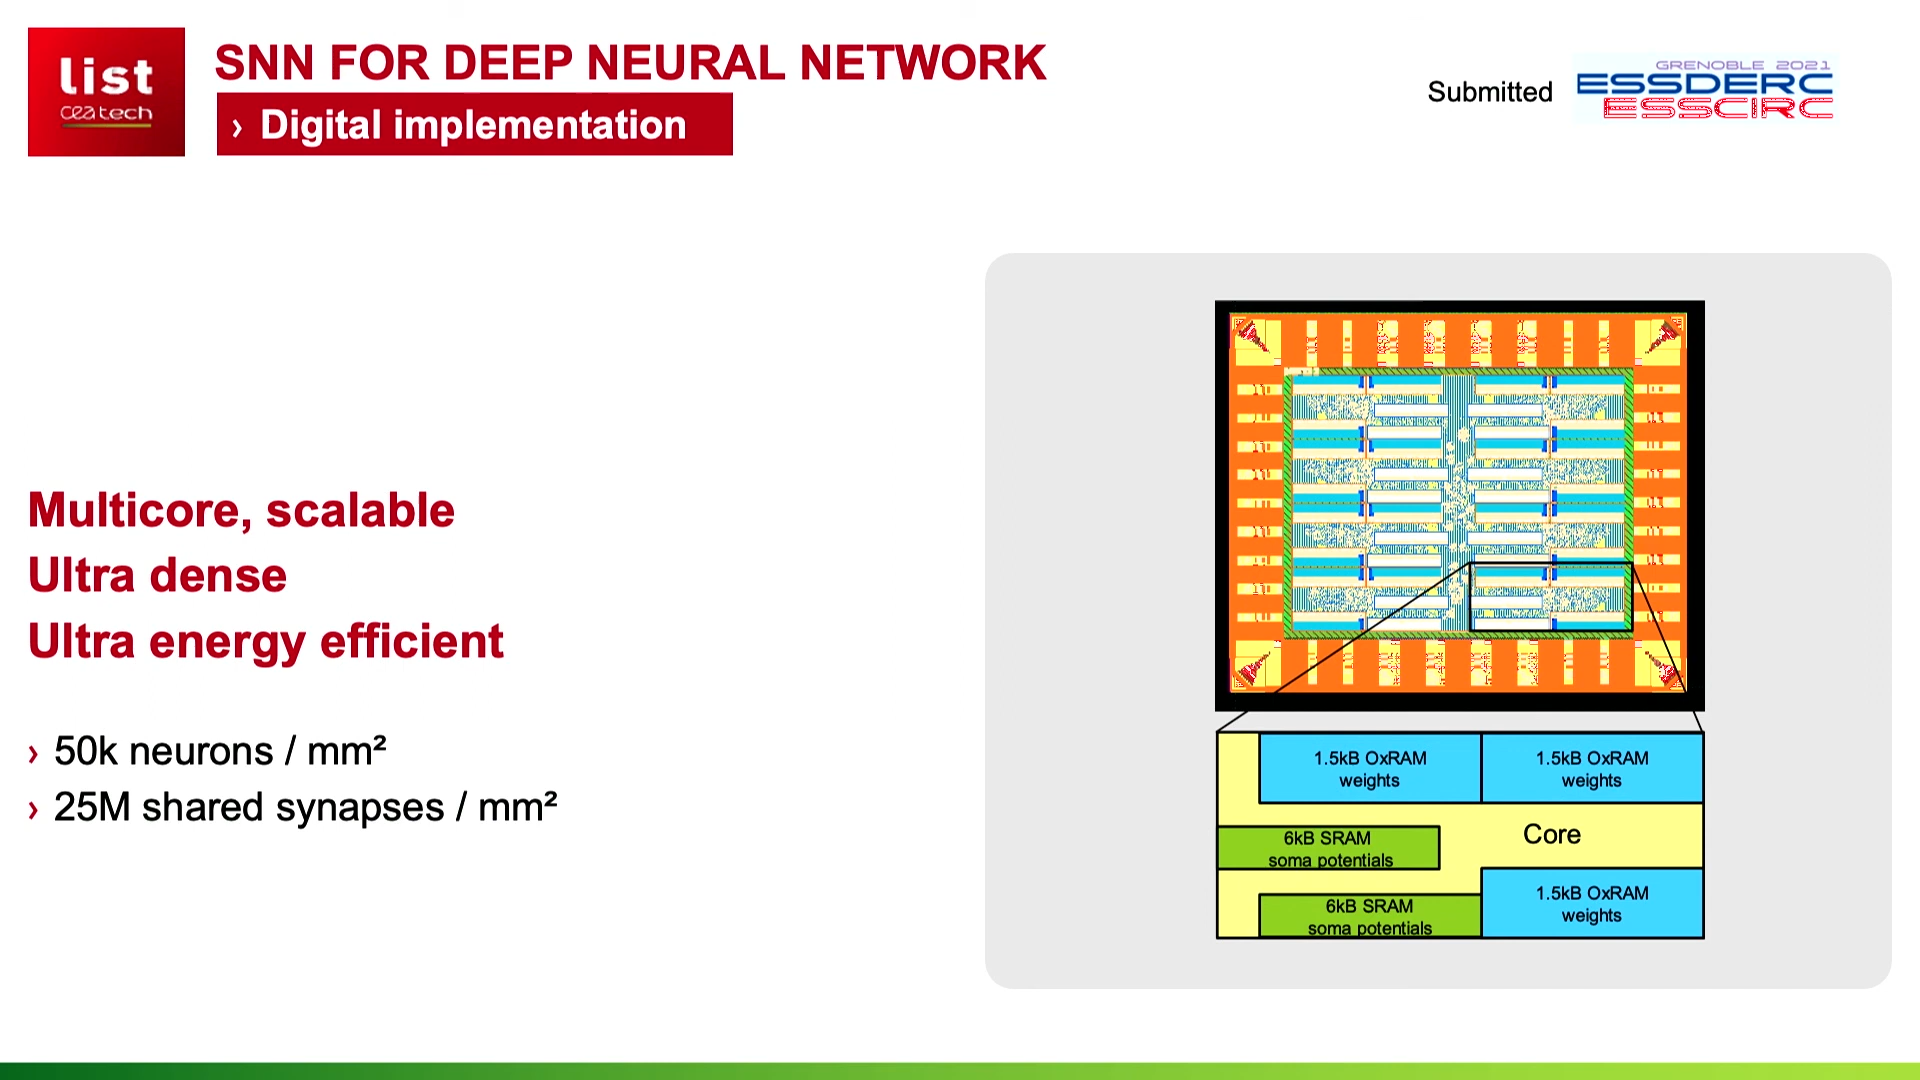 list
ceatech
SNN FOR DEEP NEURAL NETWORK
› Digital implementation
Submitted
GRENOBLE 2021
ESSDERC
ESSCIRC
Multicore, scalable
Ultra dense
Ultra energy efficient
› 50k neurons / mm²
› 25M shared synapses / mm²
1.5kB OxRAM
weights
1.5kB OxRAM
weights
Core
6kB SRAM
soma potentials
6kB SRAM
soma potentials
1.5kB OxRAM
weights